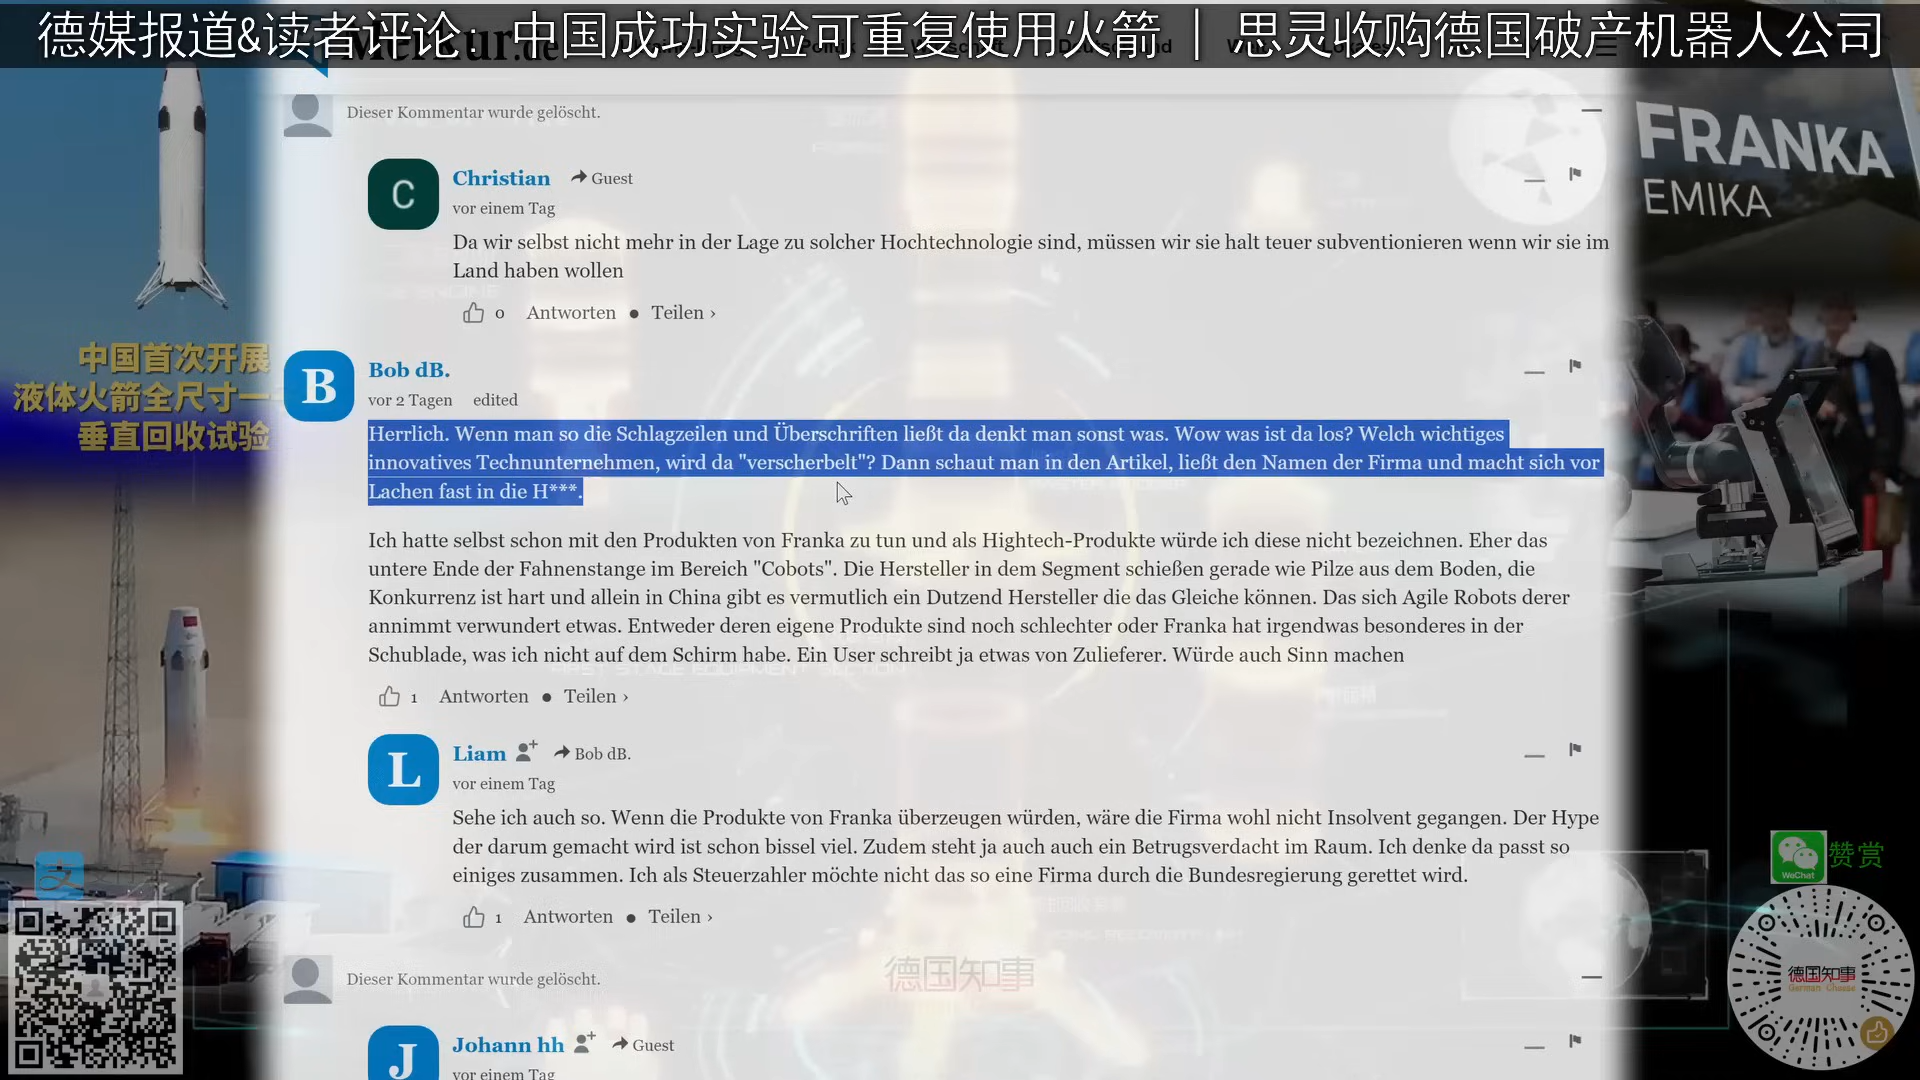 德媒报道&读者评论：中国成功实验可重复使用火箭 | 思灵收购德国破产机器人公司
Dieser Kommentar wurde gelöscht.
Christian Guest
vor einem Tag
Da wir selbst nicht mehr in der Lage zu solcher Hochtechnologie sind, müssen wir sie halt teuer subventionieren wenn wir sie im
Land haben wollen
0 Antworten ● Teilen ›
FRANKA
EMIKA
中国首次开展
液体火箭全尺寸一
垂直回收试验
B
Bob dB.
vor 2 Tagen edited
Herrlich. Wenn man so die Schlagzeilen und Überschriften ließt da denkt man sonst was. Wow was ist da los? Welch wichtiges
innovatives Technunternehmen, wird da "verscherbelt"? Dann schaut man in den Artikel, ließt den Namen der Firma und macht sich vor
Lachen fast in die H***.
Ich hatte selbst schon mit den Produkten von Franka zu tun und als Hightech-Produkte würde ich diese nicht bezeichnen. Eher das
untere Ende der Fahnenstange im Bereich "Cobots". Die Hersteller in dem Segment schießen gerade wie Pilze aus dem Boden, die
Konkurrenz ist hart und allein in China gibt es vermutlich ein Dutzend Hersteller die das Gleiche können. Das sich Agile Robots derer
annimmt verwundert etwas. Entweder deren eigene Produkte sind noch schlechter oder Franka hat irgendwas besonderes in der
Schublade, was ich nicht auf dem Schirm habe. Ein User schreibt ja etwas von Zulieferer. Würde auch Sinn machen
1 Antworten ● Teilen ›
L
Liam Bob dB.
vor einem Tag
Sehe ich auch so. Wenn die Produkte von Franka überzeugen würden, wäre die Firma wohl nicht Insolvent gegangen. Der Hype
der darum gemacht wird ist schon bissel viel. Zudem steht ja auch auch ein Betrugsverdacht im Raum. Ich denke da passt so
einiges zusammen. Ich als Steuerzahler möchte nicht das so eine Firma durch die Bundesregierung gerettet wird.
1 Antworten ● Teilen ›
WeChat
赞赏
支
Dieser Kommentar wurde gelöscht.
德国知事
德国知事
German Cheese
J
Johann hh Guest
vor einem Tag
C